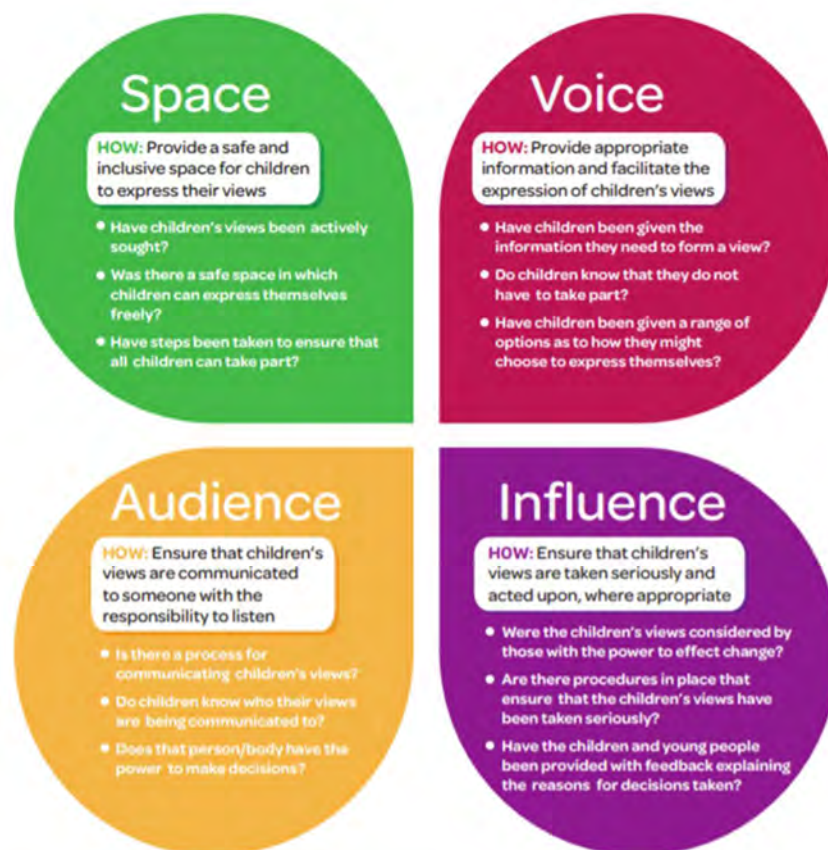 Space
HOW: Provide a safe and
inclusive space for children
to express their views
• Have children's views been actively
sought?
• Was there a safe space in which
children can express themselves
freely?
• Have steps been taken to ensure that
all children can take part?
Voice
HOW: Provide appropriate
information and facilitate the
expression of children's views
• Have children been given the
information they need to form a view?
• Do children know that they do not
have to take part?
• Have children been given a range of
options as to how they might
choose to express themselves?
Audience
HOW: Ensure that children's
views are communicated
to someone with the
responsibility to listen
• Is there a process for
communicating children's views?
• Do children know who their views
are being communicated to?
• Does that person/body have the
power to make decisions?
Influence
HOW: Ensure that children's
views are taken seriously and
acted upon, where appropriate
• Were the children's views considered by
those with the power to effect change?
• Are there procedures in place that
ensure that the children's views have
been taken seriously?
• Have the children and young people
been provided with feedback explaining
the reasons for decisions taken?